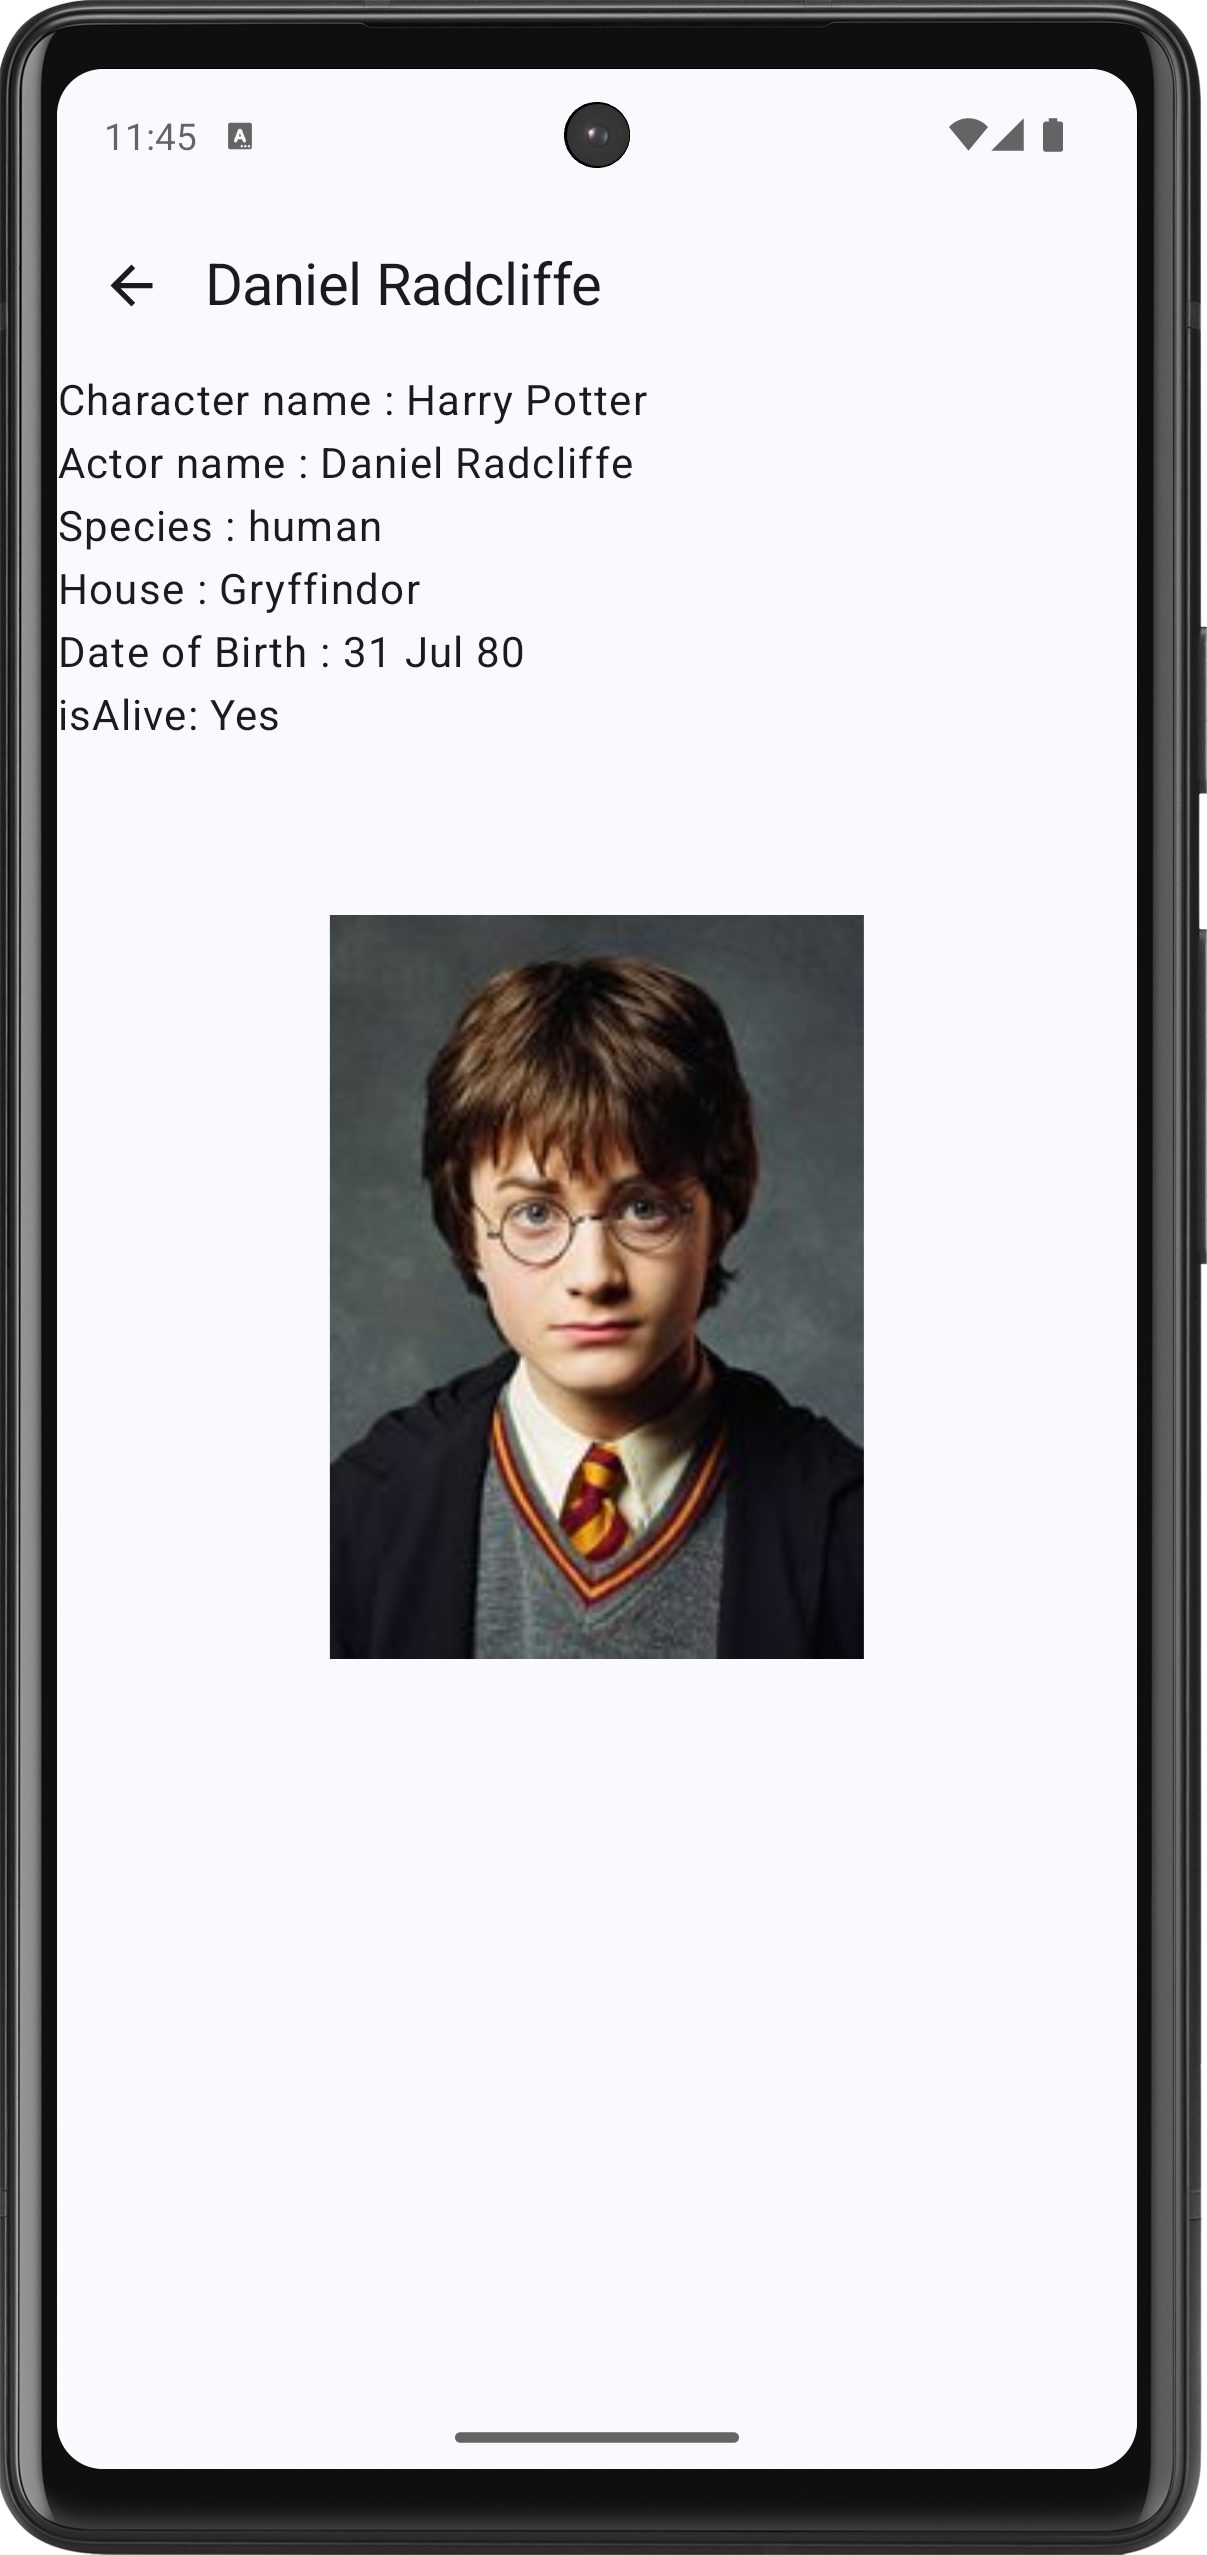 11:45
Daniel Radcliffe
Character name : Harry Potter
Actor name : Daniel Radcliffe
Species : human
House : Gryffindor
Date of Birth : 31 Jul 80
isAlive: Yes